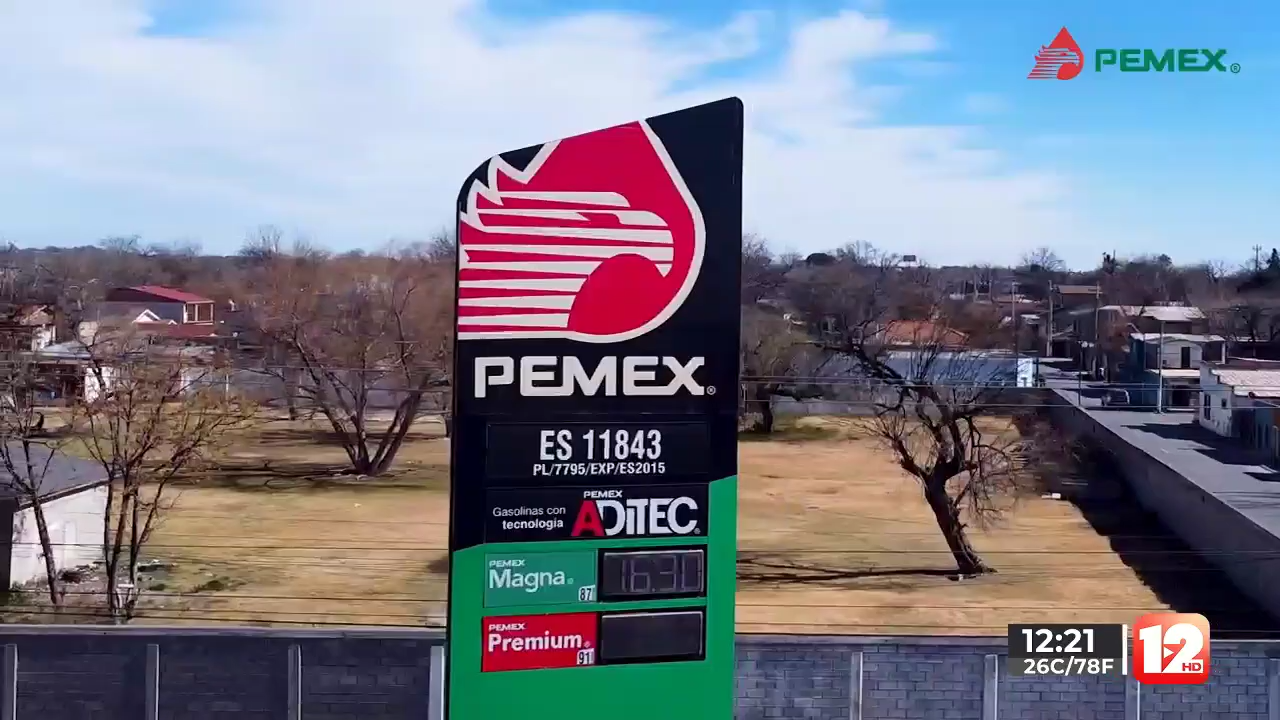 PEMEX®
PEMEX®
ES 11843
PL/7795/EXP/ES2015
Gasolinas con
tecnología
PEMEX
ADITEC®
PEMEX
Magna®
87
16.30
PEMEX
Premium®
91
12:21
26C/78F
12
HD